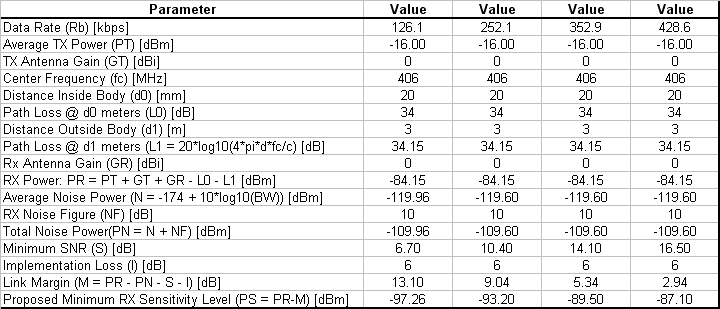 Parameter Value Value Value Value
Data Rate (Rb) [kbps] 126.1 252.1 352.9 428.6
Average TX Power (PT) [dBm] -16.00 -16.00 -16.00 -16.00
TX Antenna Gain (GT) [dBi] 0 0 0 0
Center Frequency (fc) [MHz] 406 406 406 406
Distance Inside Body (d0) [mm] 20 20 20 20
Path Loss @ d0 meters (L0) [dB] 34 34 34 34
Distance Outside Body (d1) [m] 3 3 3 3
Path Loss @ d1 meters (L1 = 20*log10(4*pi*d*fc/c) [dB] 34.15 34.15 34.15 34.15
Rx Antenna Gain (GR) [dBi] 0 0 0 0
RX Power: PR = PT + GT + GR - L0 - L1 [dBm] -84.15 -84.15 -84.15 -84.15
Average Noise Power (N = -174 + 10*log10(BW)) [dBm] -119.96 -119.60 -119.60 -119.60
RX Noise Figure (NF) [dB] 10 10 10 10
Total Noise Power(PN = N + NF) [dBm] -109.96 -109.60 -109.60 -109.60
Minimum SNR (S) [dB] 6.70 10.40 14.10 16.50
Implementation Loss (I) [dB] 6 6 6 6
Link Margin (M = PR - PN - S - I) [dB] 13.10 9.04 5.34 2.94
Proposed Minimum RX Sensitivity Level (PS = PR-M) [dBm] -97.26 -93.20 -89.50 -87.10